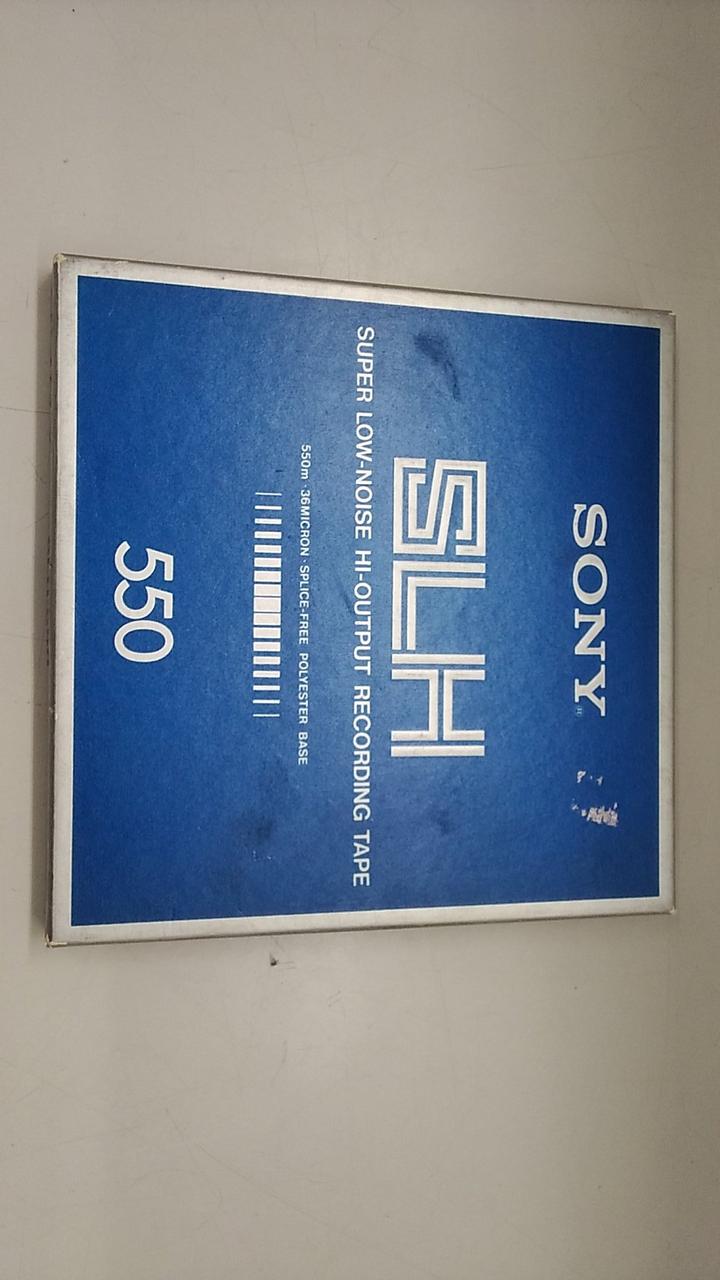 SONY®
SLH
SUPER LOW-NOISE HI-OUTPUT RECORDING TAPE
550m · 36MICRON · SPLICE-FREE POLYESTER BASE
550